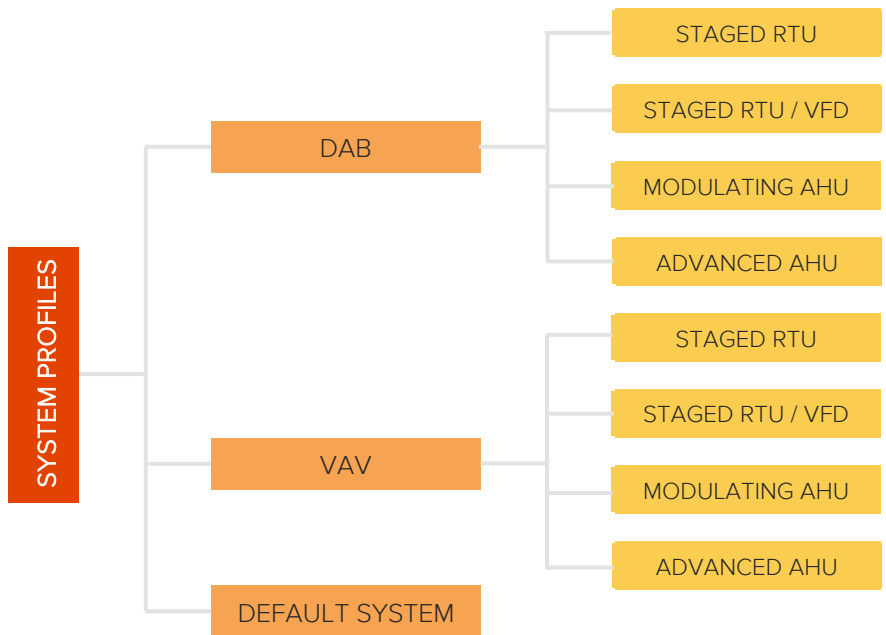 SYSTEM PROFILES
DAB
STAGED RTU
STAGED RTU / VFD
MODULATING AHU
ADVANCED AHU
VAV
STAGED RTU
STAGED RTU / VFD
MODULATING AHU
ADVANCED AHU
DEFAULT SYSTEM